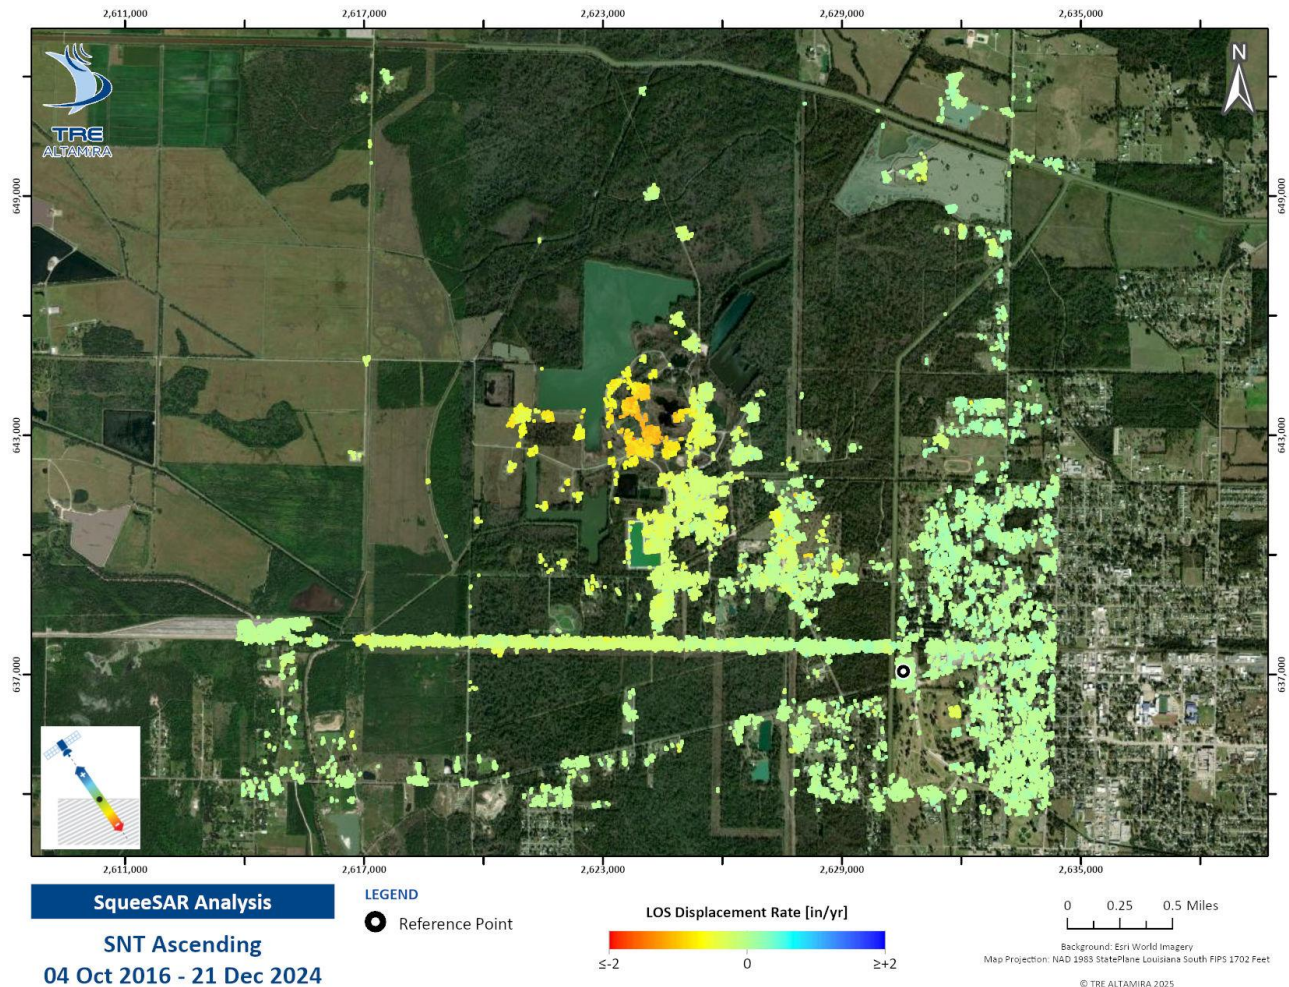 2,611,000 2,617,000 2,623,000 2,629,000 2,635,000
TRE
ALTAMIRA
N
649,000 649,000
643,000 643,000
637,000 637,000
2,611,000 2,617,000 2,623,000 2,629,000 2,635,000
SqueeSAR Analysis
SNT Ascending
04 Oct 2016 - 21 Dec 2024
LEGEND
Reference Point
LOS Displacement Rate [in/yr]
≤-2 0 ≥+2
0 0.25 0.5 Miles
Background: Esri World Imagery
Map Projection: NAD 1983 StatePlane Louisiana South FIPS 1702 Feet
© TRE ALTAMIRA 2025